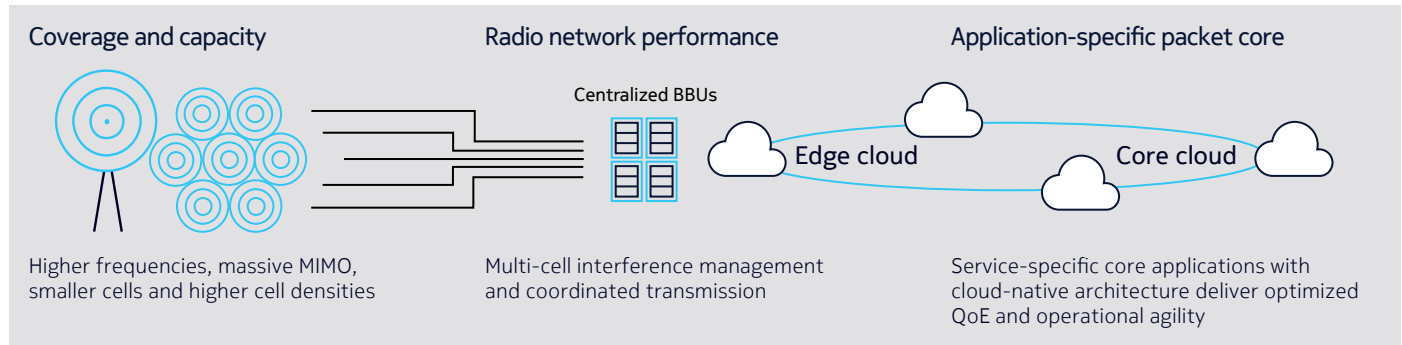 Coverage and capacity
Radio network performance
Application-specific packet core
Centralized BBUs
Edge cloud
Core cloud
Higher frequencies, massive MIMO,
smaller cells and higher cell densities
Multi-cell interference management
and coordinated transmission
Service-specific core applications with
cloud-native architecture deliver optimized
QoE and operational agility